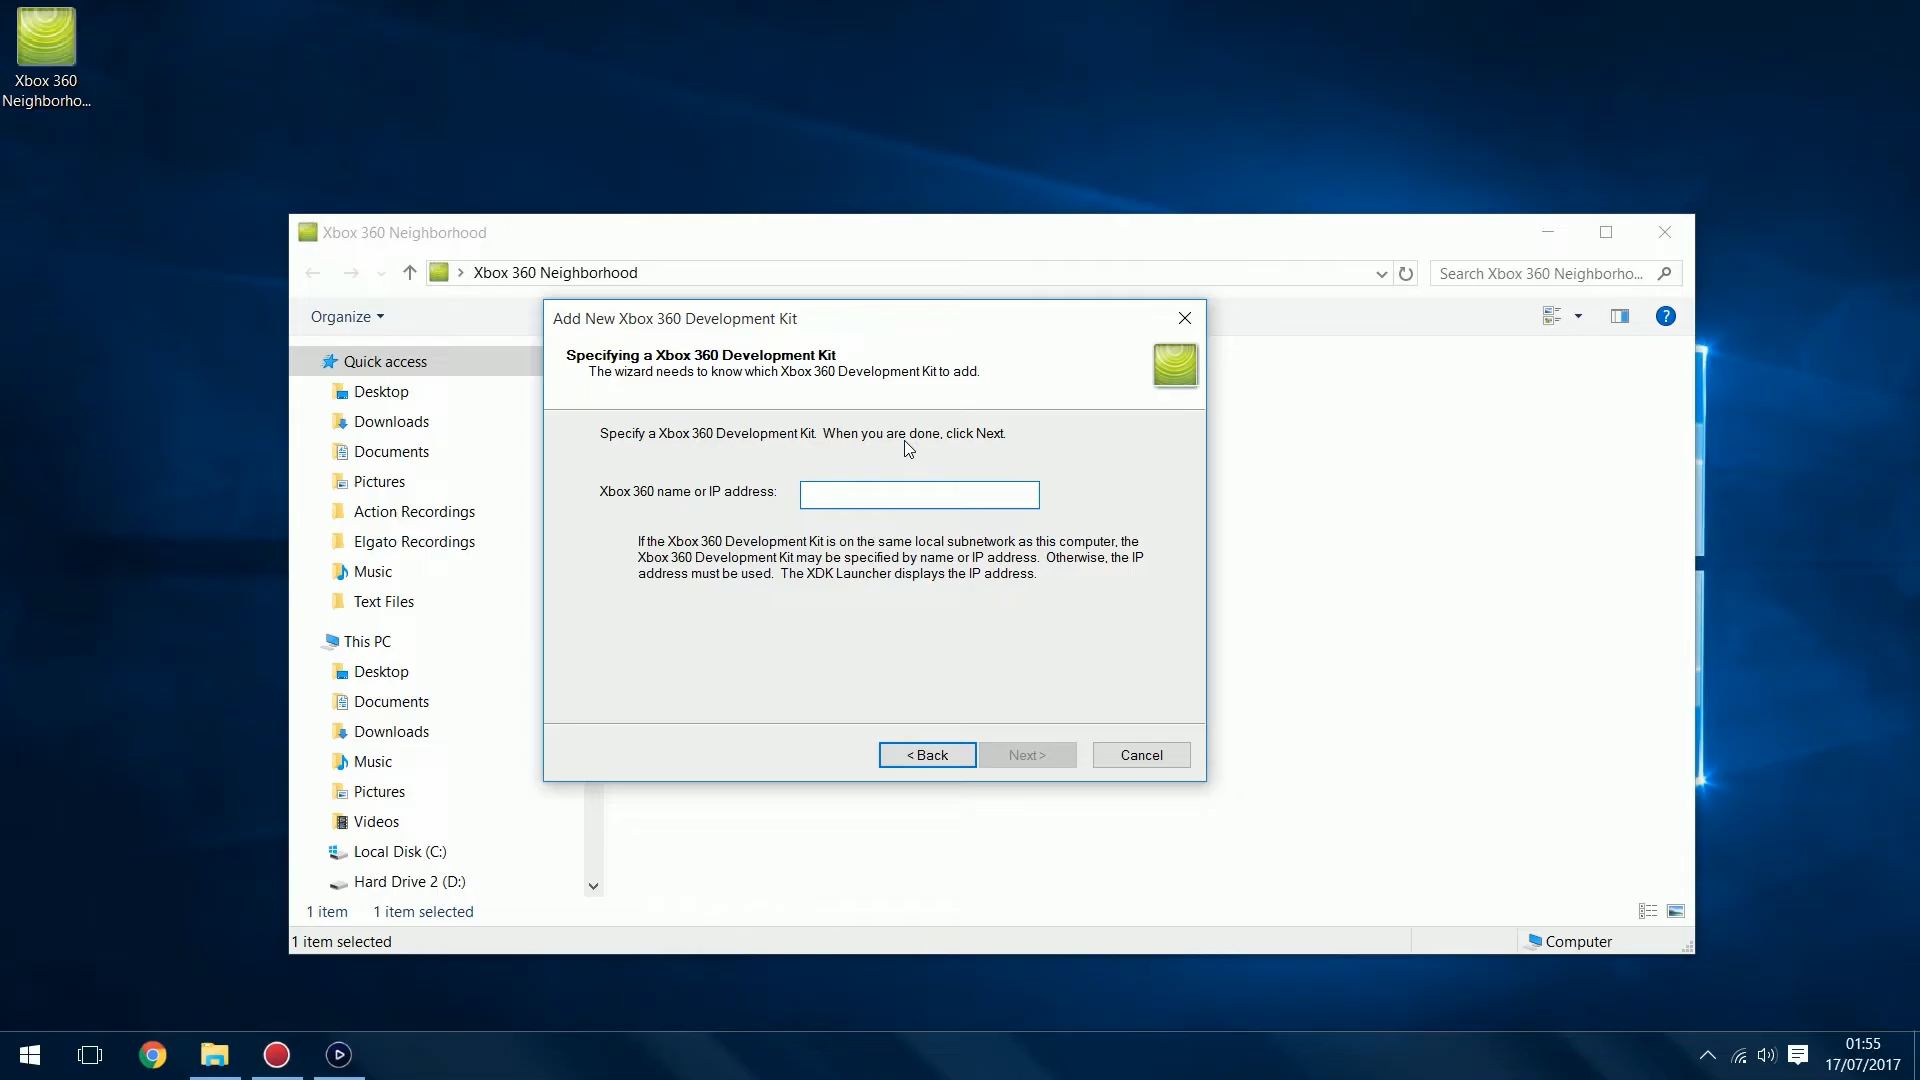 Xbox 360
Neighborho...
Xbox 360 Neighborhood
Xbox 360 Neighborhood
Search Xbox 360 Neighborho...
Organize
Quick access
Desktop
Downloads
Documents
Pictures
Action Recordings
Elgato Recordings
Music
Text Files
This PC
Desktop
Documents
Downloads
Music
Pictures
Videos
Local Disk (C:)
Hard Drive 2 (D:)
1 item 1 item selected
1 item selected
Computer
Add New Xbox 360 Development Kit
Specifying a Xbox 360 Development Kit
The wizard needs to know which Xbox 360 Development Kit to add.
Specify a Xbox 360 Development Kit. When you are done, click Next.
Xbox 360 name or IP address:
If the Xbox 360 Development Kit is on the same local subnetwork as this computer, the
Xbox 360 Development Kit may be specified by name or IP address. Otherwise, the IP
address must be used. The XDK Launcher displays the IP address.
< Back
Next >
Cancel
01:55
17/07/2017